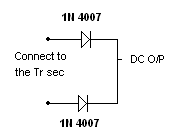 1N 4007
Connect to
the Tr sec
DC O/P
1N 4007